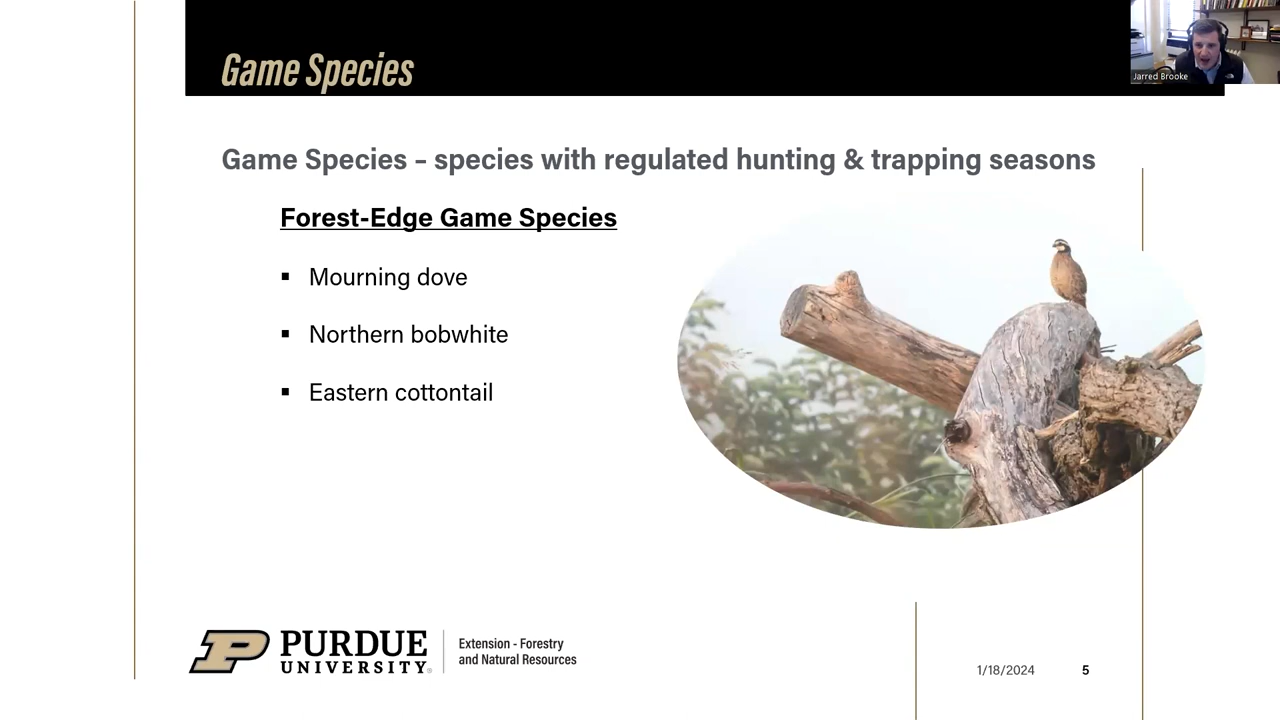 Game Species
Jarred Brooke
Game Species – species with regulated hunting & trapping seasons
Forest-Edge Game Species
▪ Mourning dove
▪ Northern bobwhite
▪ Eastern cottontail
P PURDUE
UNIVERSITY®
Extension - Forestry
and Natural Resources
1/18/2024 5